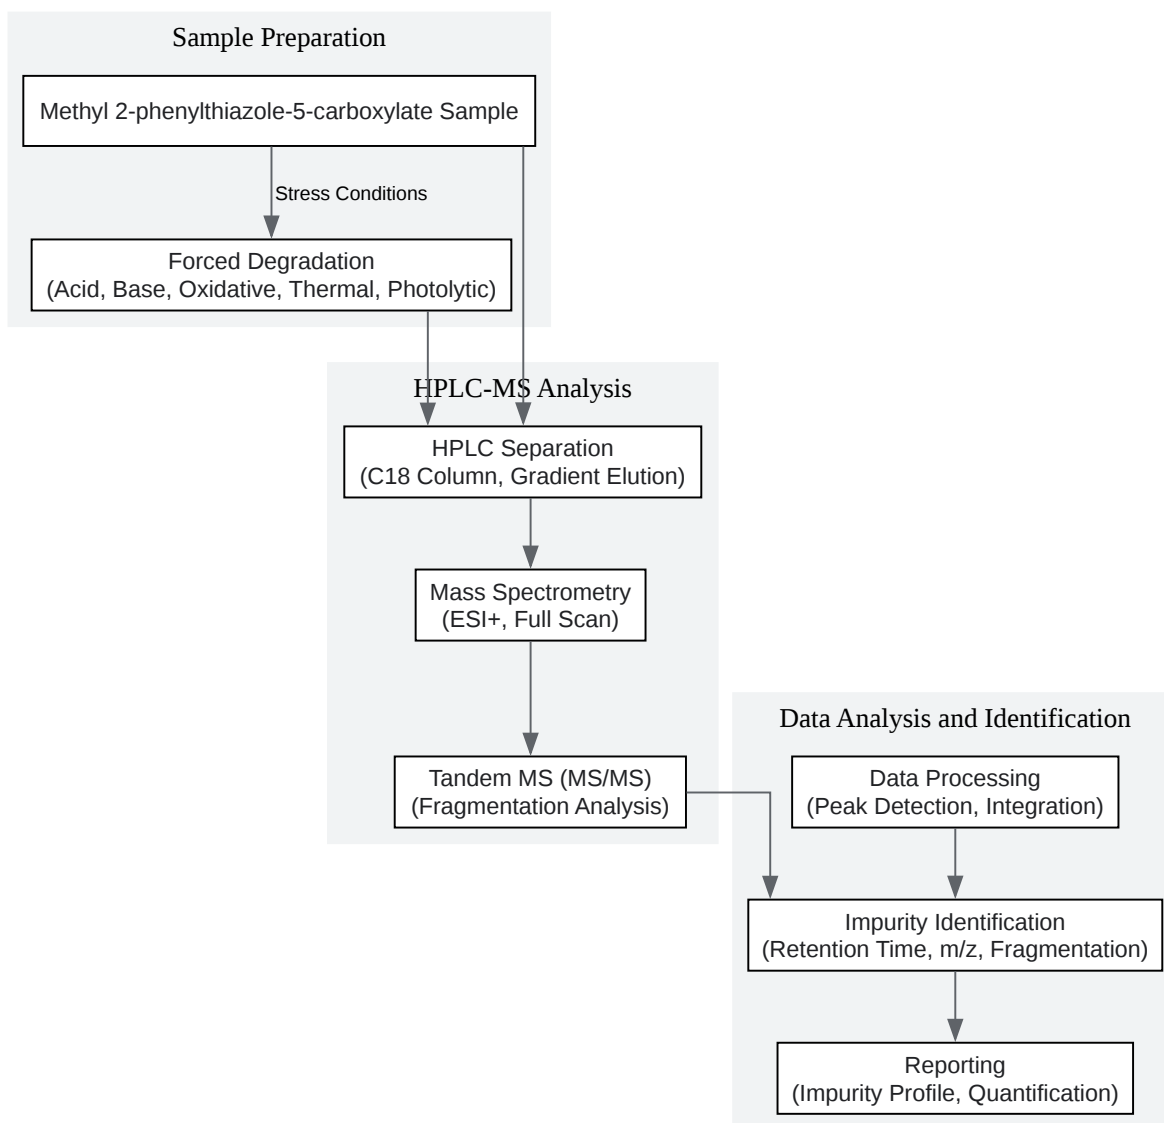 Sample Preparation
Methyl 2-phenylthiazole-5-carboxylate Sample
Stress Conditions
Forced Degradation
(Acid, Base, Oxidative, Thermal, Photolytic)
HPLC-MS Analysis
HPLC Separation
(C18 Column, Gradient Elution)
Mass Spectrometry
(ESI+, Full Scan)
Tandem MS (MS/MS)
(Fragmentation Analysis)
Data Analysis and Identification
Data Processing
(Peak Detection, Integration)
Impurity Identification
(Retention Time, m/z, Fragmentation)
Reporting
(Impurity Profile, Quantification)